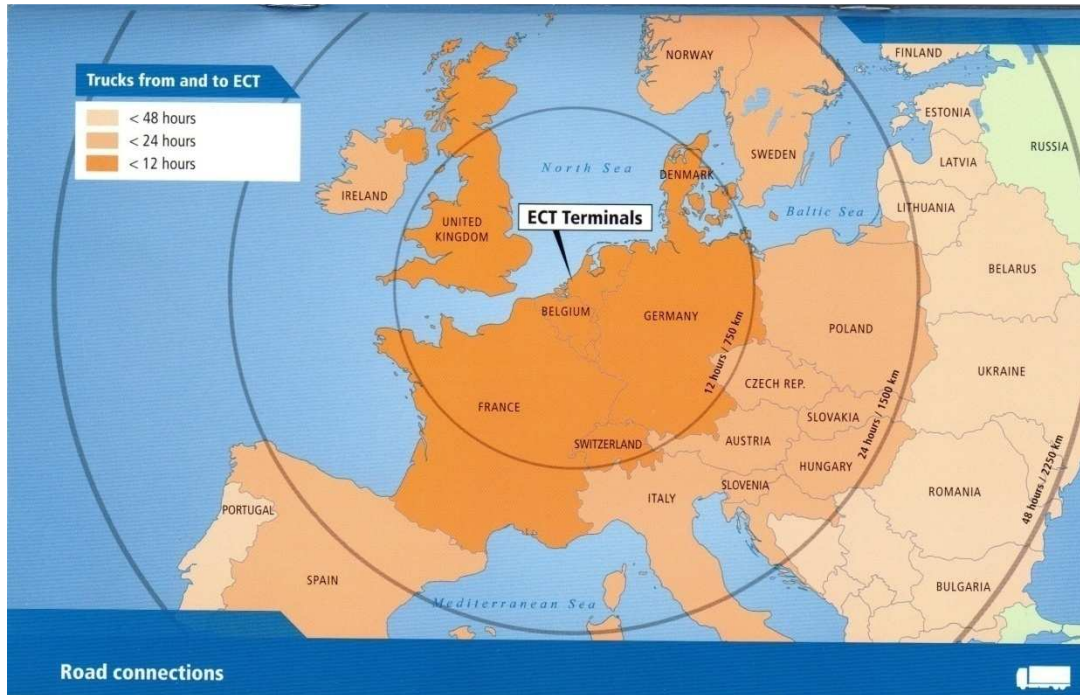 Trucks from and to ECT
< 48 hours
< 24 hours
< 12 hours
NORWAY
FINLAND
ESTONIA
RUSSIA
SWEDEN
LATVIA
North Sea
DENMARK
IRELAND
LITHUANIA
Baltic Sea
ECT Terminals
UNITED
KINGDOM
BELARUS
BELGIUM
GERMANY
POLAND
12 hours / 750 km
UKRAINE
CZECH REP.
FRANCE
SLOVAKIA
24 hours / 1500 km
SWITZERLAND
AUSTRIA
HUNGARY
SLOVENIA
ITALY
ROMANIA
48 hours / 2250 km
PORTUGAL
SPAIN
BULGARIA
Mediterranean Sea
Road connections